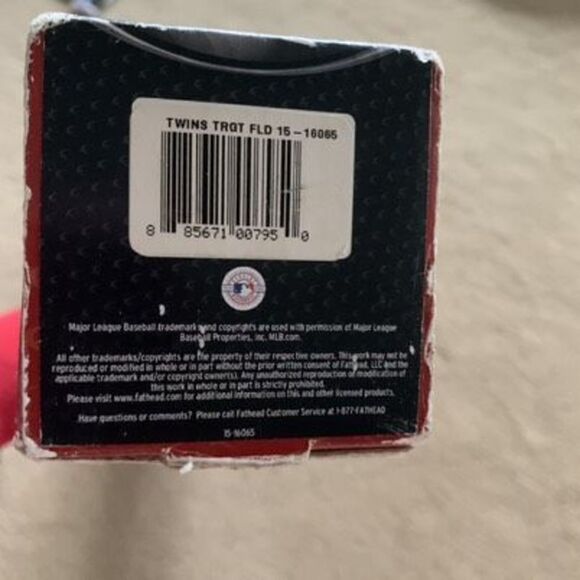 TWINS TRGT FLD 15-16065
8 85671 00795 0
Major League Baseball trademarks and copyrights are used with permission of Major League
Baseball Properties, Inc. MLB.com.
All other trademarks/copyrights are the property of their respective owners. This work may not be
reproduced or modified in whole or in part without the prior written consent of Fathead, LLC and the
applicable trademark and/or copyright owner(s). Any unauthorized reproduction or modification of
this work in whole or in part is strictly prohibited.
Please visit www.fathead.com for additional information on this and other licensed products.
Have questions or comments? Please call Fathead Customer Service at 1-877-FATHEAD
15-16065